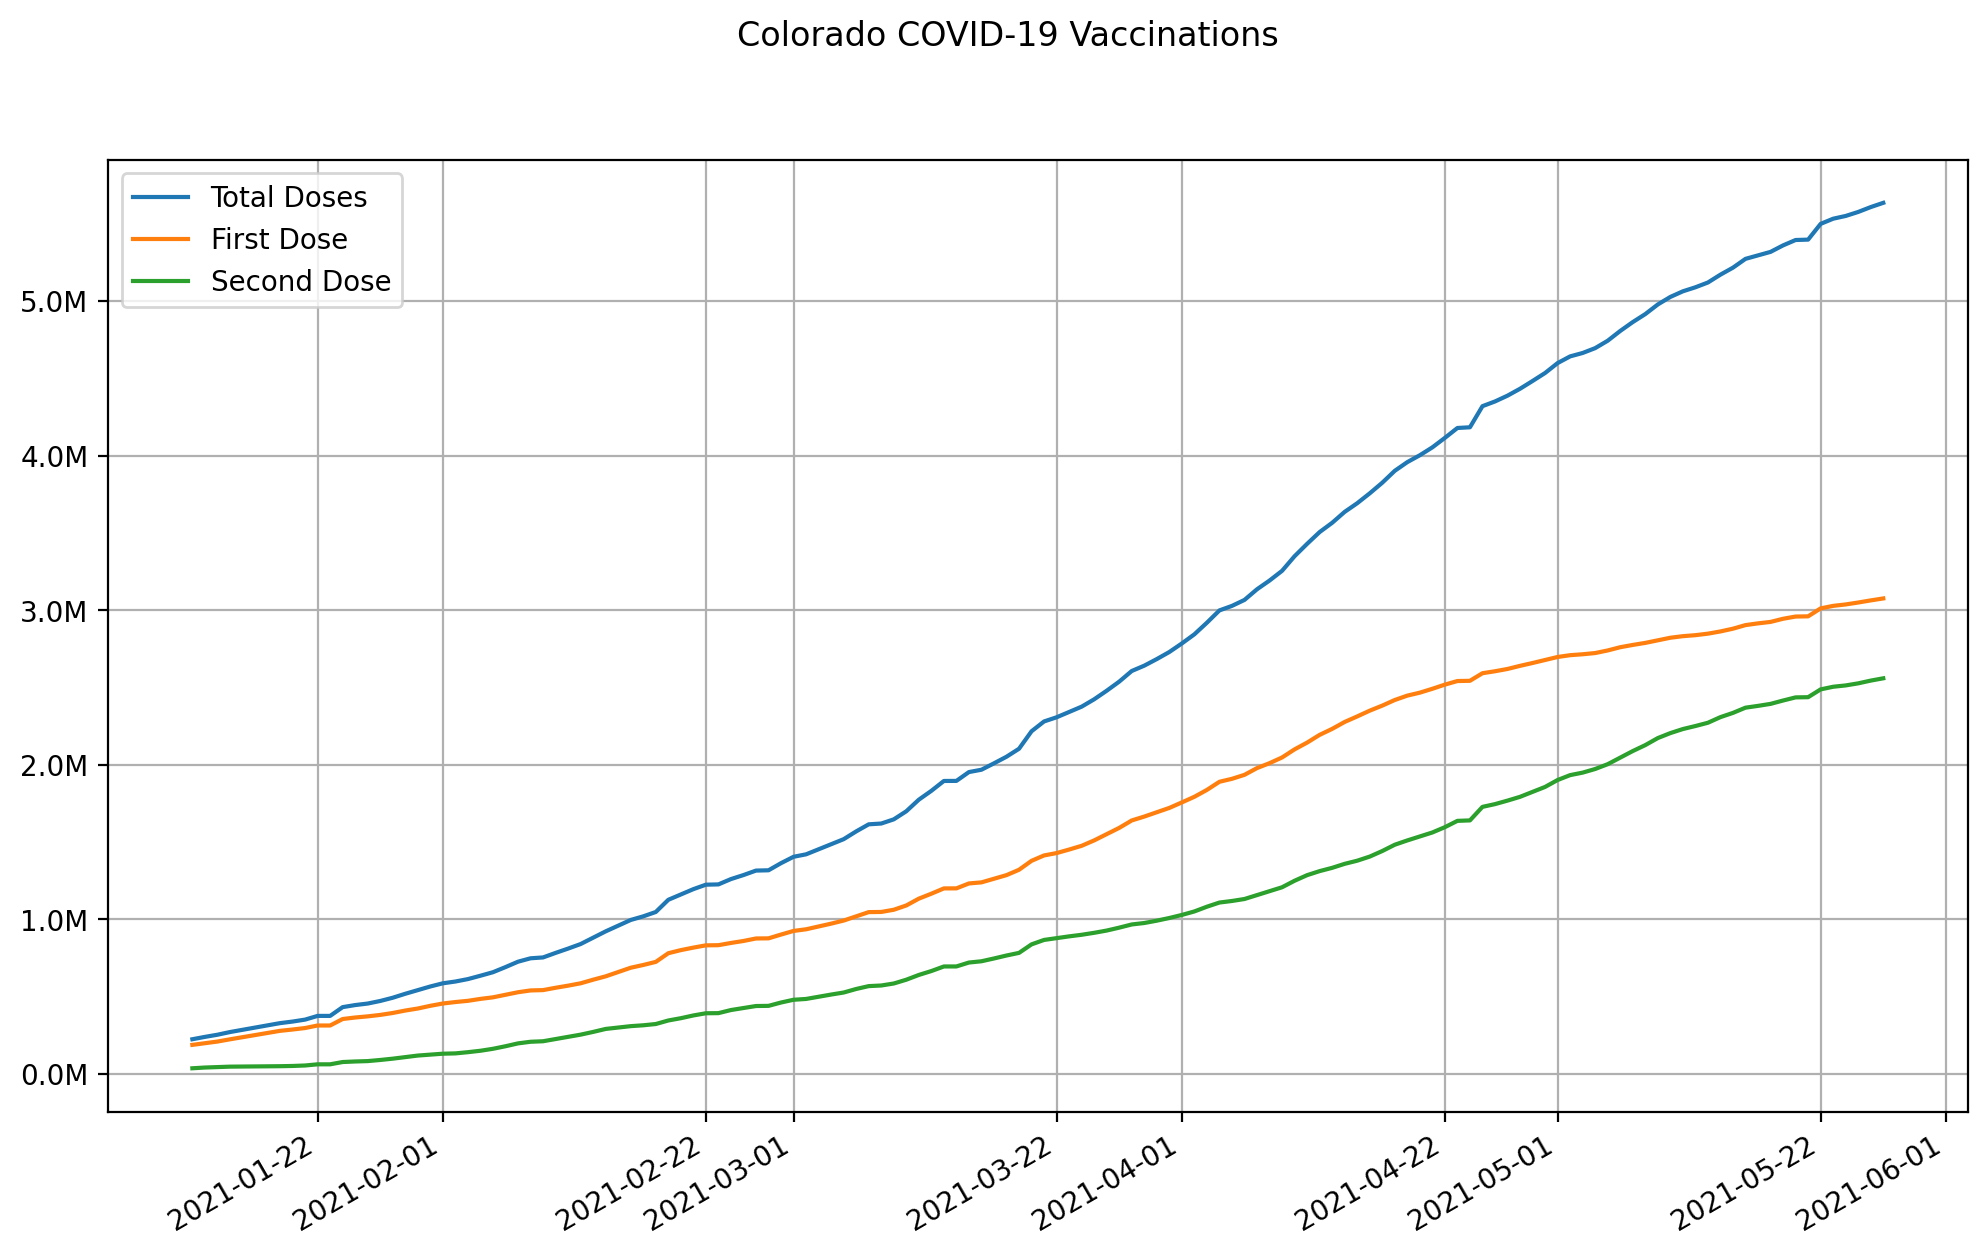 Colorado COVID-19 Vaccinations
Total Doses
First Dose
Second Dose
5.0M
4.0M
3.0M
2.0M
1.0M
0.0M
2021-01-22
2021-02-01
2021-02-22
2021-03-01
2021-03-22
2021-04-01
2021-04-22
2021-05-01
2021-05-22
2021-06-01